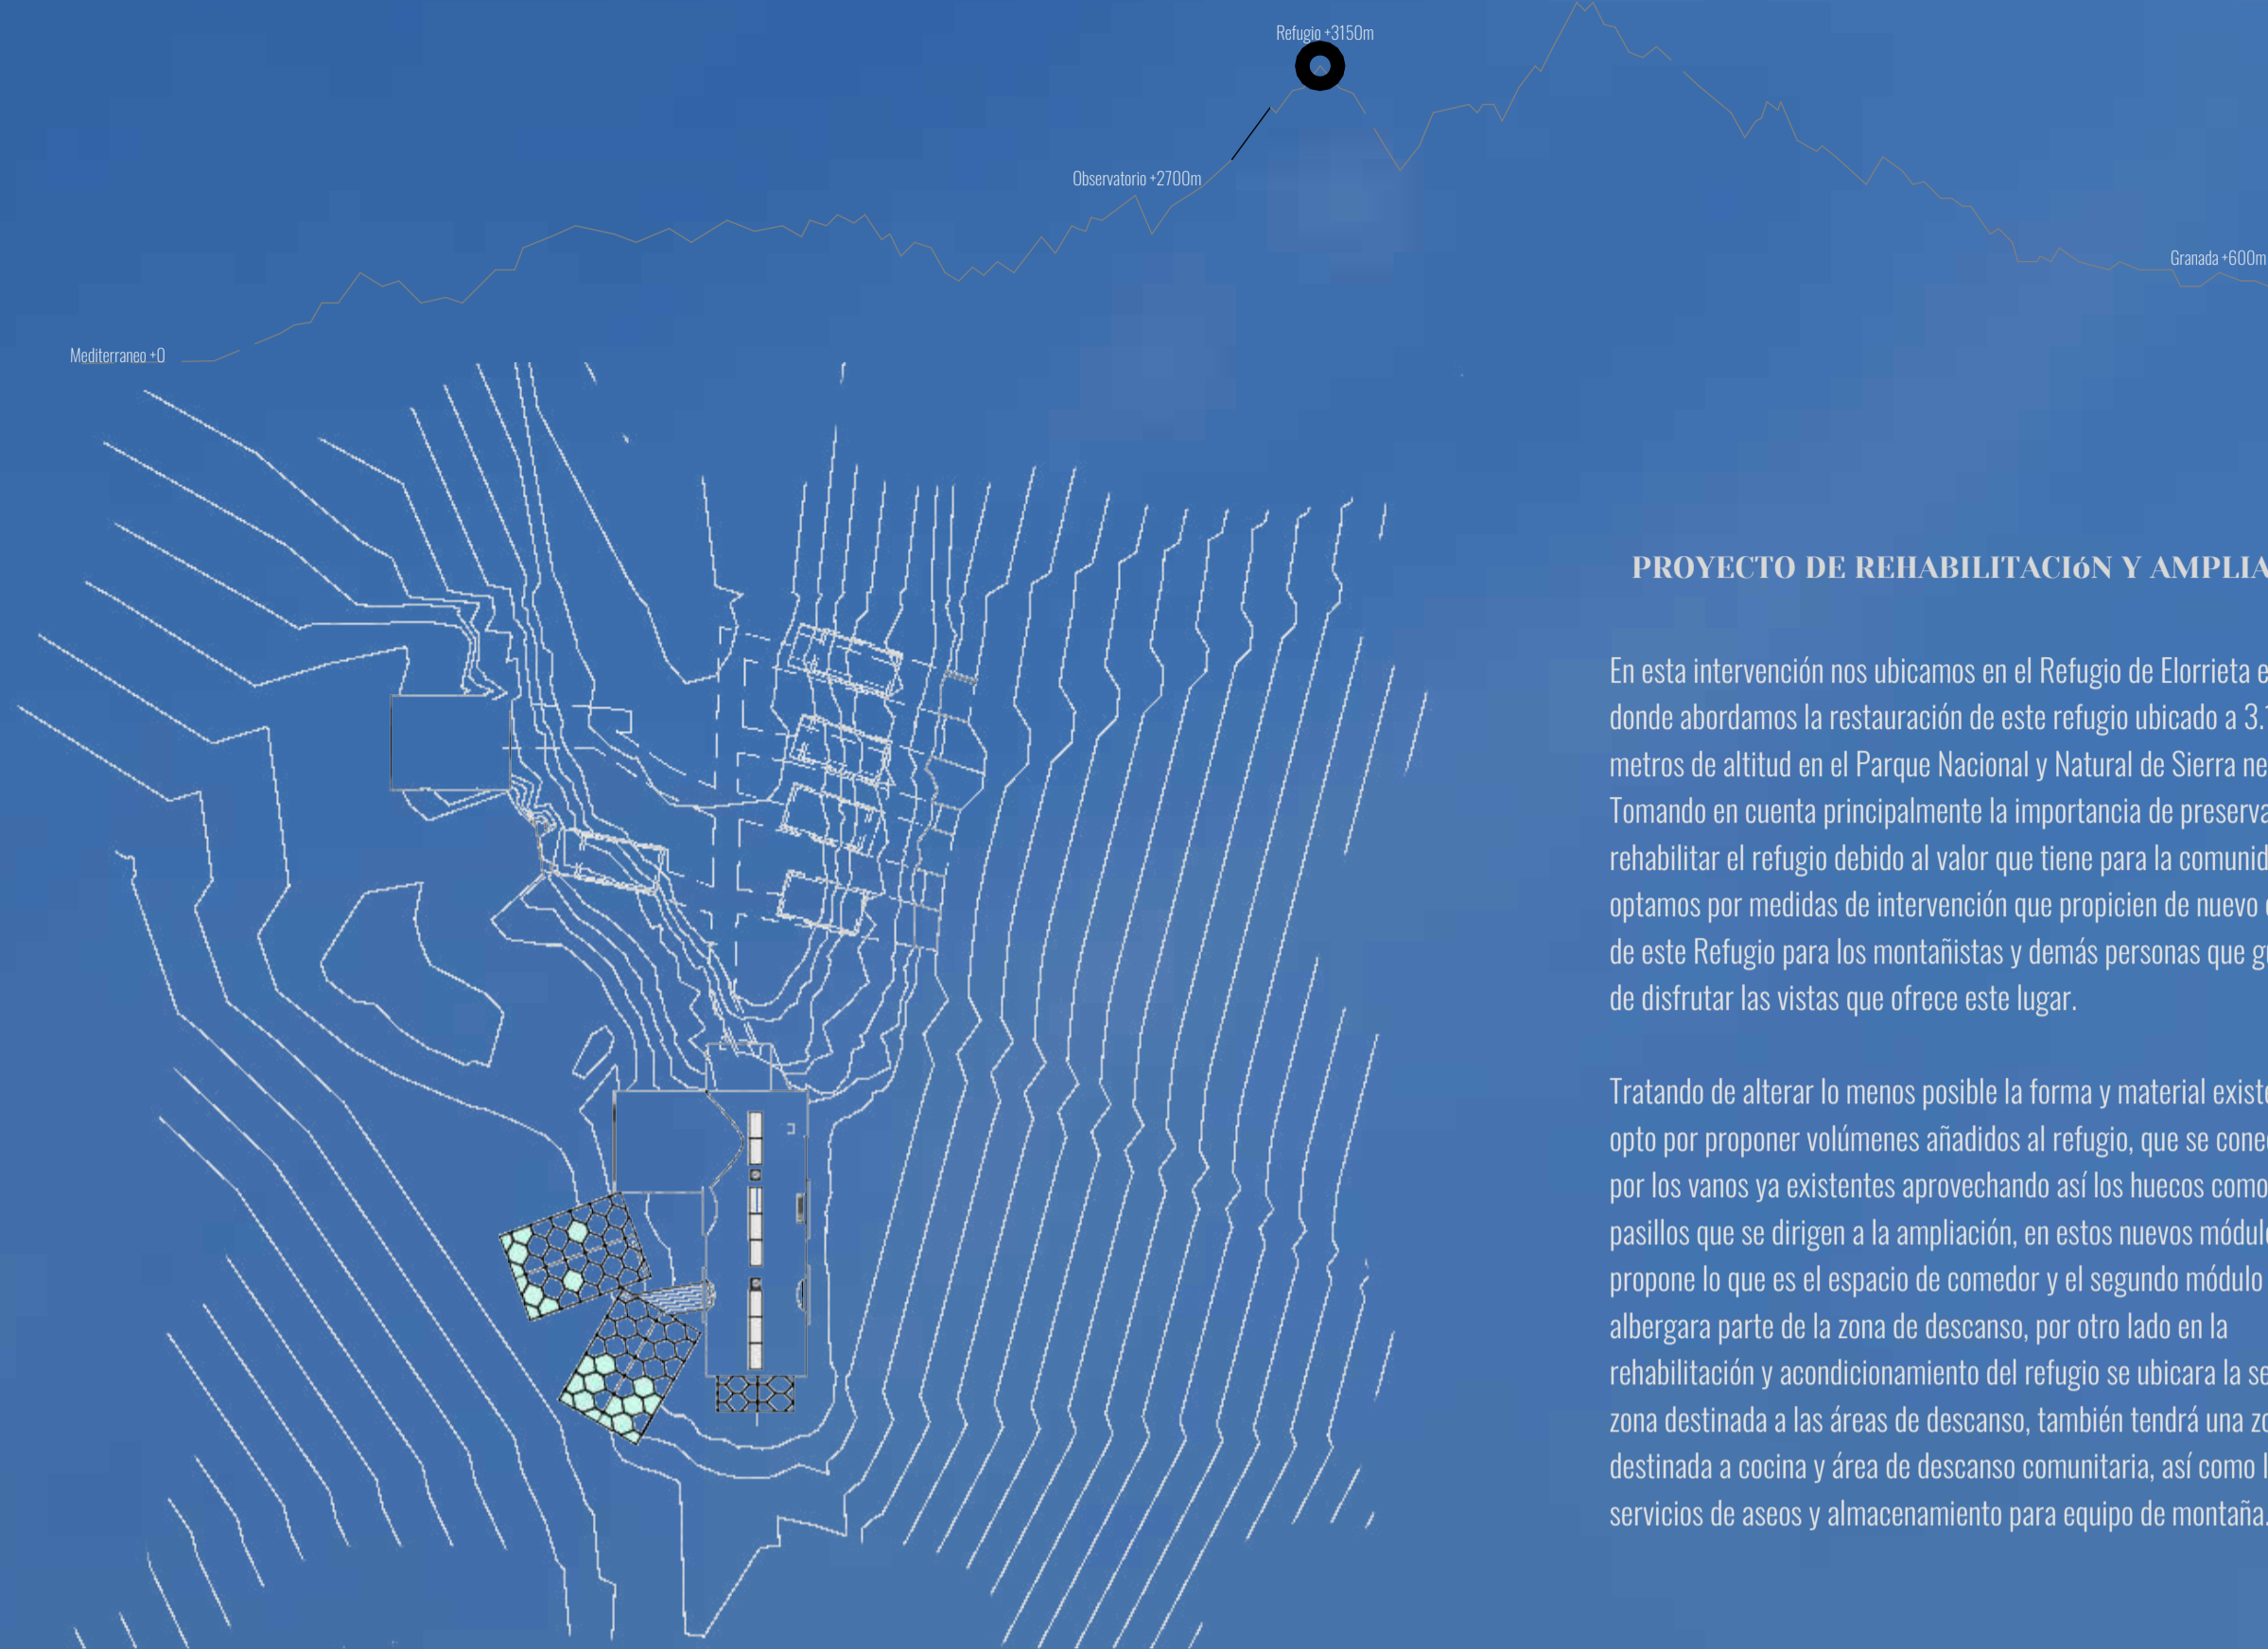 Refugio +3150m
Observatorio +2700m
Granada +600m
Mediterraneo +0
PROYECTO DE REHABILITACIóN Y AMPLIA
En esta intervención nos ubicamos en el Refugio de Elorrieta e
donde abordamos la restauración de este refugio ubicado a 3.1
metros de altitud en el Parque Nacional y Natural de Sierra ne
Tomando en cuenta principalmente la importancia de preserva
rehabilitar el refugio debido al valor que tiene para la comunid
optamos por medidas de intervención que propicien de nuevo
de este Refugio para los montañistas y demás personas que g
de disfrutar las vistas que ofrece este lugar.
Tratando de alterar lo menos posible la forma y material exist
opto por proponer volúmenes añadidos al refugio, que se cone
por los vanos ya existentes aprovechando así los huecos como
pasillos que se dirigen a la ampliación, en estos nuevos módul
propone lo que es el espacio de comedor y el segundo módulo
albergara parte de la zona de descanso, por otro lado en la
rehabilitación y acondicionamiento del refugio se ubicara la se
zona destinada a las áreas de descanso, también tendrá una zo
destinada a cocina y área de descanso comunitaria, así como l
servicios de aseos y almacenamiento para equipo de montaña.